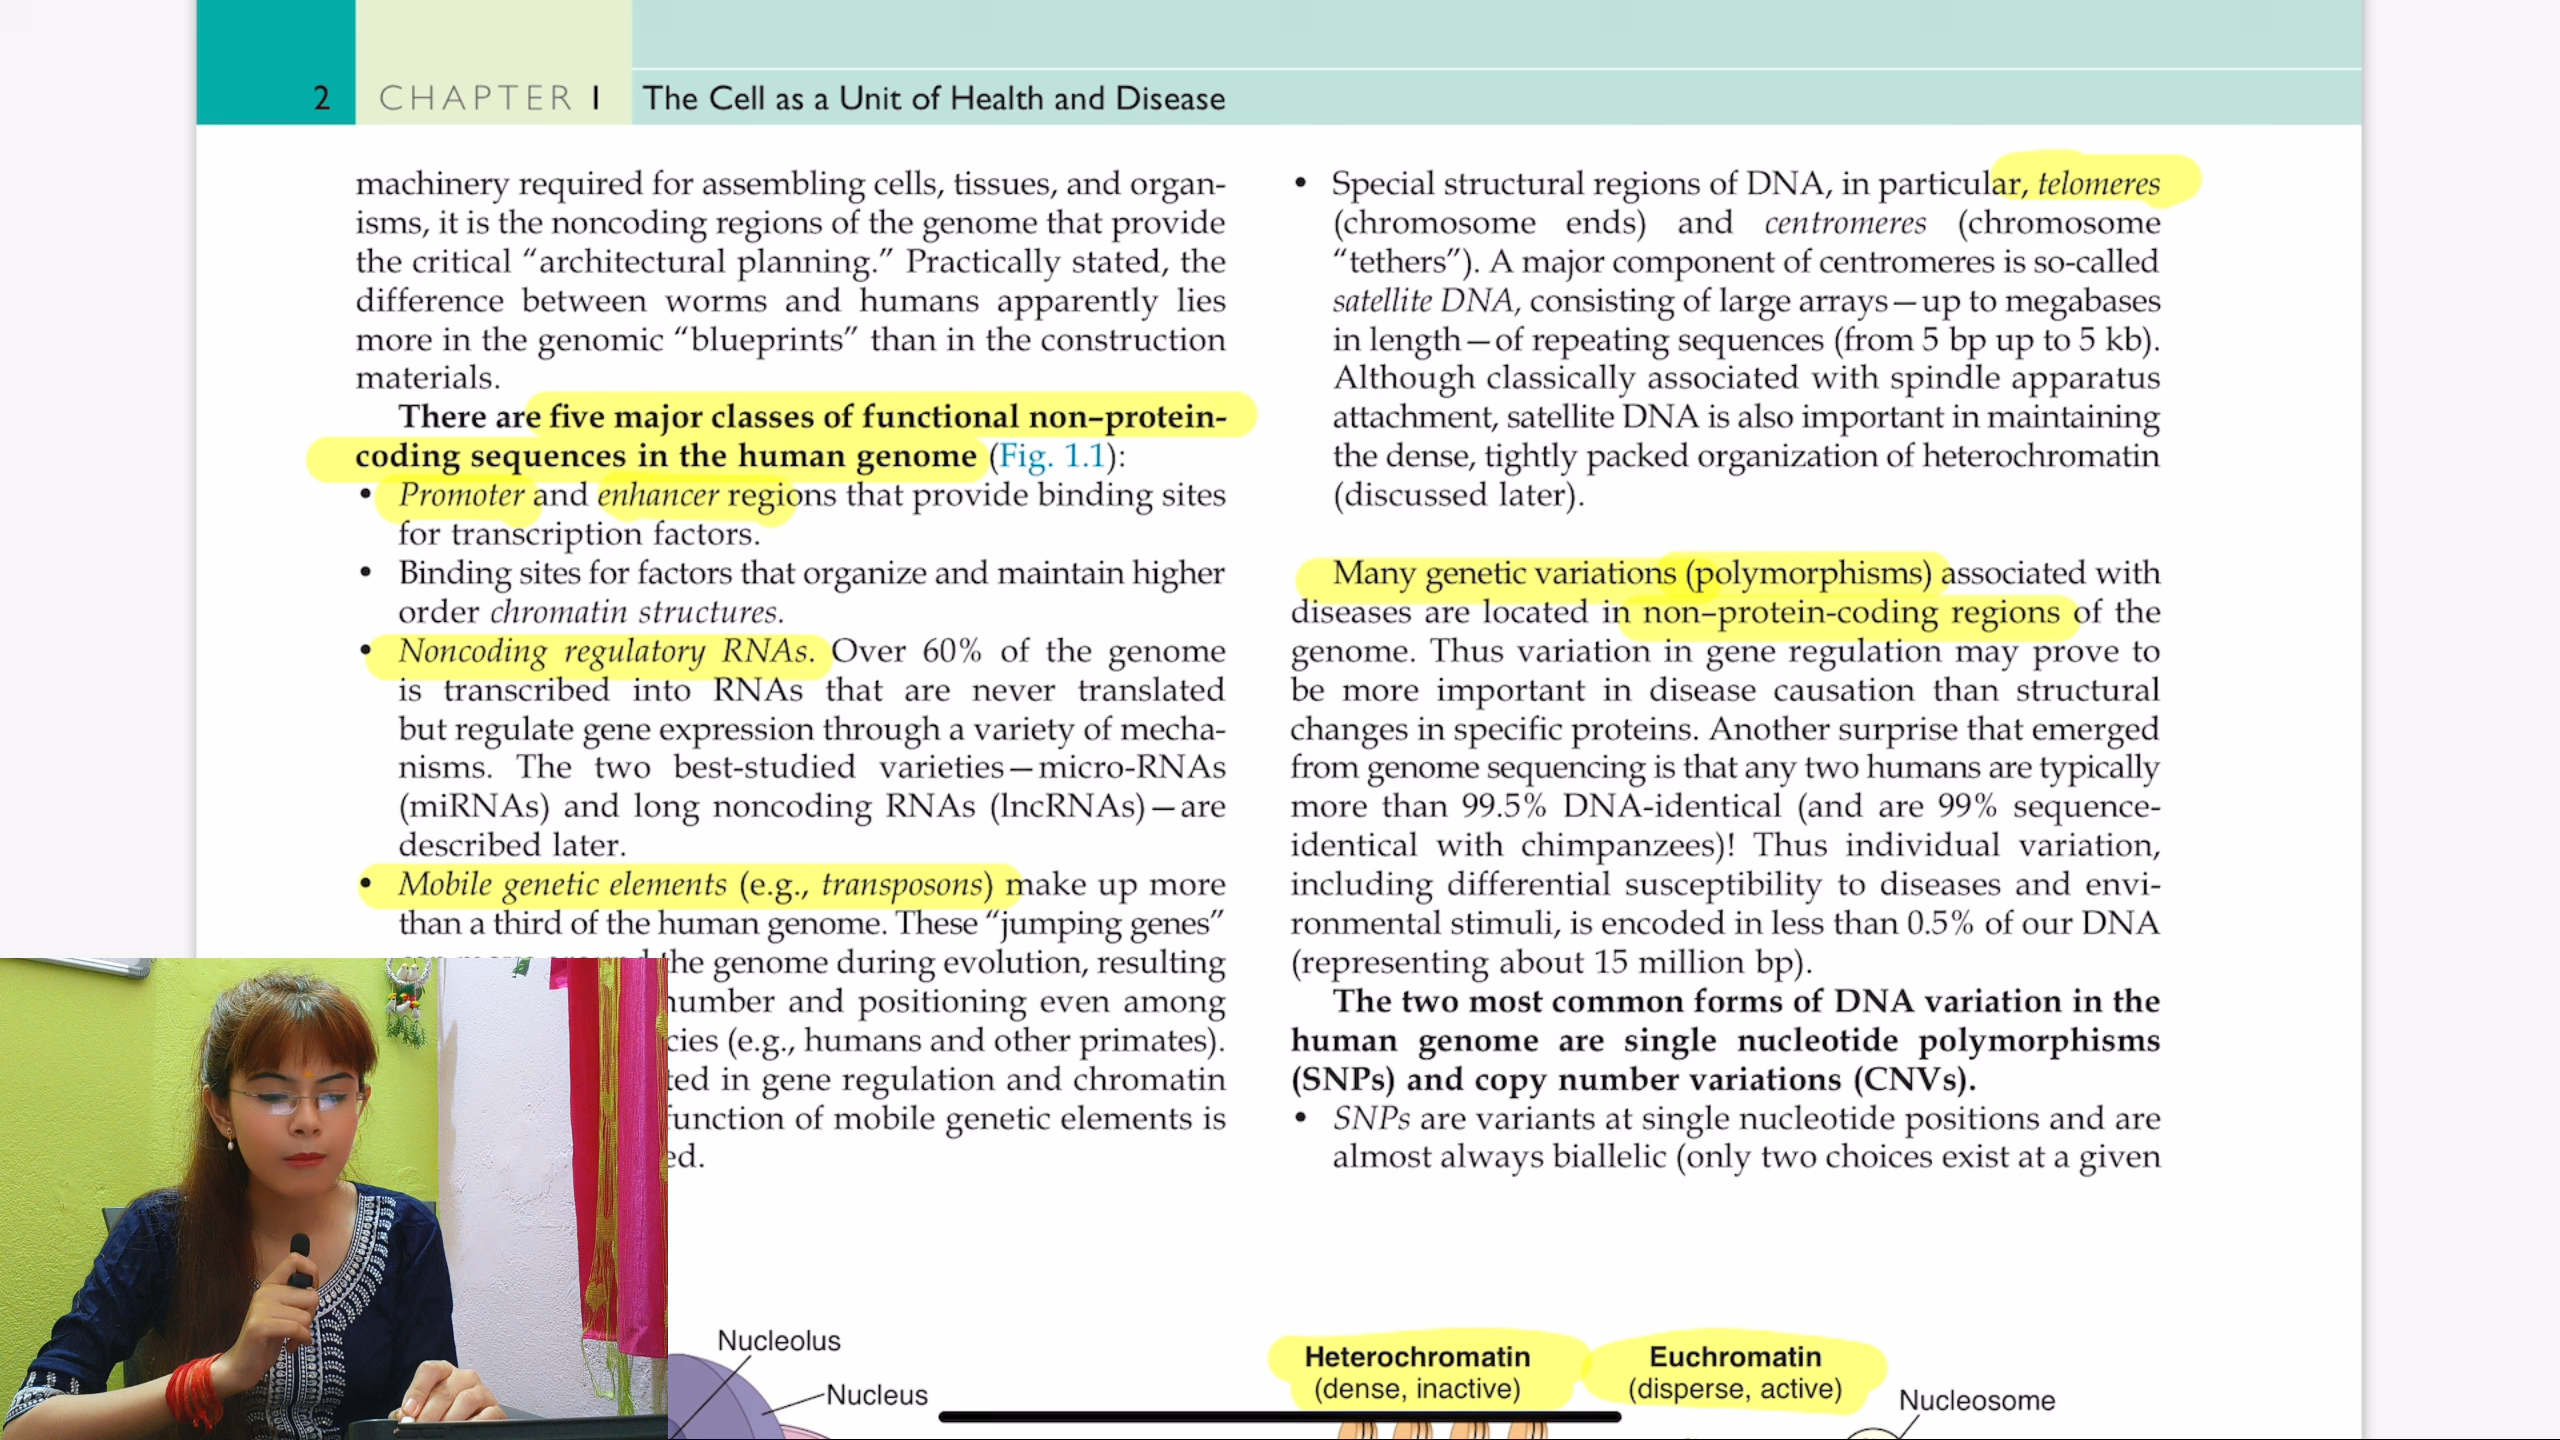 2 CHAPTER 1 The Cell as a Unit of Health and Disease
machinery required for assembling cells, tissues, and organ-
isms, it is the noncoding regions of the genome that provide
the critical “architectural planning.” Practically stated, the
difference between worms and humans apparently lies
more in the genomic “blueprints” than in the construction
materials.
There are five major classes of functional non–protein-
coding sequences in the human genome (Fig. 1.1):
• Promoter and enhancer regions that provide binding sites
for transcription factors.
• Binding sites for factors that organize and maintain higher
order chromatin structures.
• Noncoding regulatory RNAs. Over 60% of the genome
is transcribed into RNAs that are never translated
but regulate gene expression through a variety of mecha-
nisms. The two best-studied varieties—micro-RNAs
(miRNAs) and long noncoding RNAs (lncRNAs)—are
described later.
• Mobile genetic elements (e.g., transposons) make up more
than a third of the human genome. These “jumping genes”
the genome during evolution, resulting
number and positioning even among
cies (e.g., humans and other primates).
ted in gene regulation and chromatin
function of mobile genetic elements is
ed.
• Special structural regions of DNA, in particular, telomeres
(chromosome ends) and centromeres (chromosome
“tethers”). A major component of centromeres is so-called
satellite DNA, consisting of large arrays—up to megabases
in length—of repeating sequences (from 5 bp up to 5 kb).
Although classically associated with spindle apparatus
attachment, satellite DNA is also important in maintaining
the dense, tightly packed organization of heterochromatin
(discussed later).
Many genetic variations (polymorphisms) associated with
diseases are located in non–protein-coding regions of the
genome. Thus variation in gene regulation may prove to
be more important in disease causation than structural
changes in specific proteins. Another surprise that emerged
from genome sequencing is that any two humans are typically
more than 99.5% DNA-identical (and are 99% sequence-
identical with chimpanzees)! Thus individual variation,
including differential susceptibility to diseases and envi-
ronmental stimuli, is encoded in less than 0.5% of our DNA
(representing about 15 million bp).
The two most common forms of DNA variation in the
human genome are single nucleotide polymorphisms
(SNPs) and copy number variations (CNVs).
• SNPs are variants at single nucleotide positions and are
almost always biallelic (only two choices exist at a given
Nucleolus
Nucleus
Heterochromatin
(dense, inactive)
Euchromatin
(disperse, active)
Nucleosome